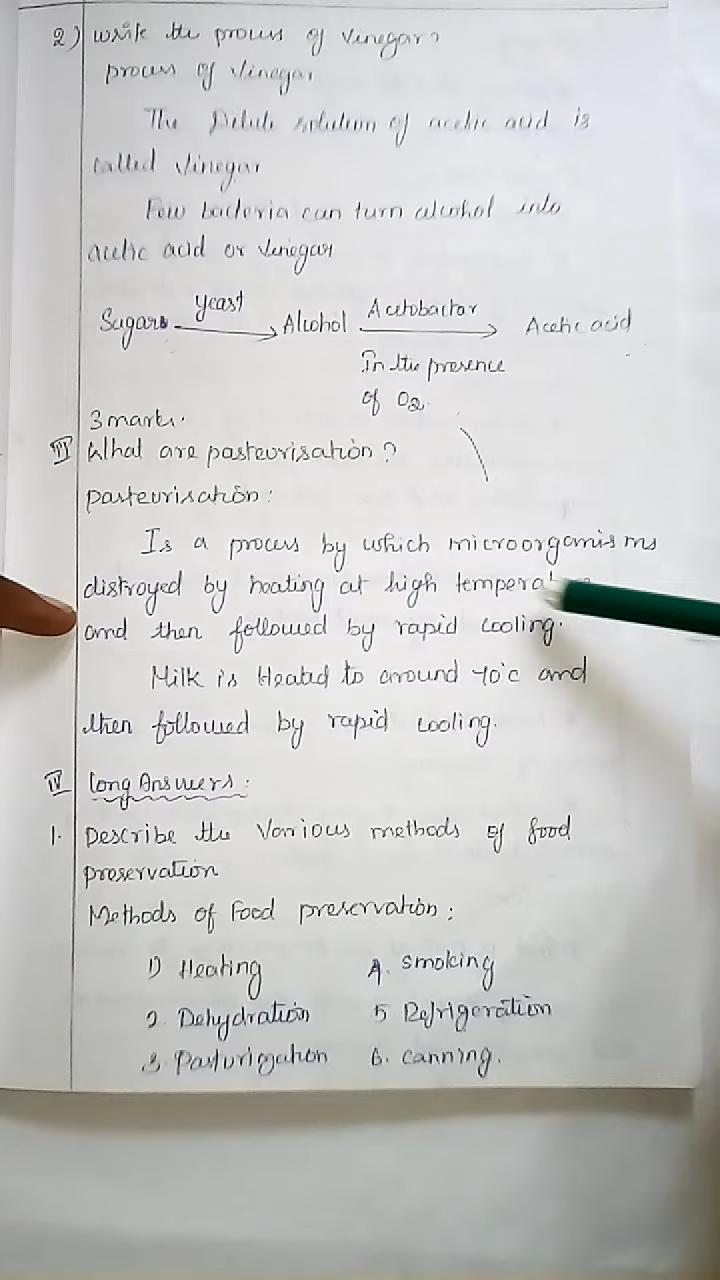 2) write the process of Vinegar?
process of Vinegar
The Dilute solution of acetic acid is
called Vinegar
Few bacteria can turn alcohol into
acetic acid or Vinegar
Sugars yeast Alcohol Acetobactor Acetic acid
In the presence
of O2
3 marks.
III What are pasteurisation?
pasteurisation:
Is a process by which microorganisms
distroyed by heating at high
and then followed by rapid cooling.
Milk is Heated to around 70°c and
then followed by rapid cooling.
IV Long Answers:
1. Describe the Various methods of food
preservation
Methods of Food preservation:
1) Heating 4. smoking
2. Dehydration 5 Refrigeration
3 Pasturization 6. canning.